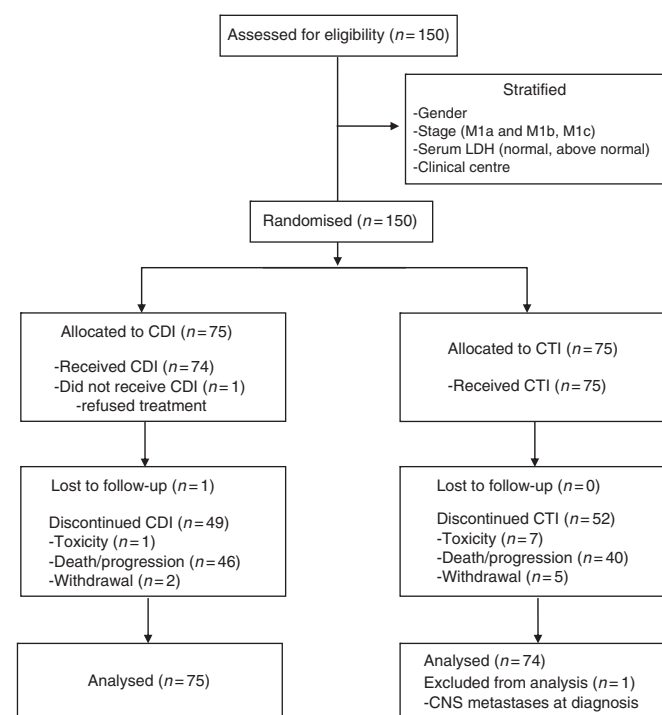 Assessed for eligibility (n=150)
Stratified
-Gender
-Stage (M1a and M1b, M1c)
-Serum LDH (normal, above normal)
-Clinical centre
Randomised (n=150)
Allocated to CDI (n=75)
-Received CDI (n=74)
-Did not receive CDI (n=1)
-refused treatment
Allocated to CTI (n=75)
-Received CTI (n=75)
Lost to follow-up (n=1)
Discontinued CDI (n=49)
-Toxicity (n=1)
-Death/progression (n=46)
-Withdrawal (n=2)
Lost to follow-up (n=0)
Discontinued CTI (n=52)
-Toxicity (n=7)
-Death/progression (n=40)
-Withdrawal (n=5)
Analysed (n=75)
Analysed (n=74)
Excluded from analysis (n=1)
-CNS metastases at diagnosis